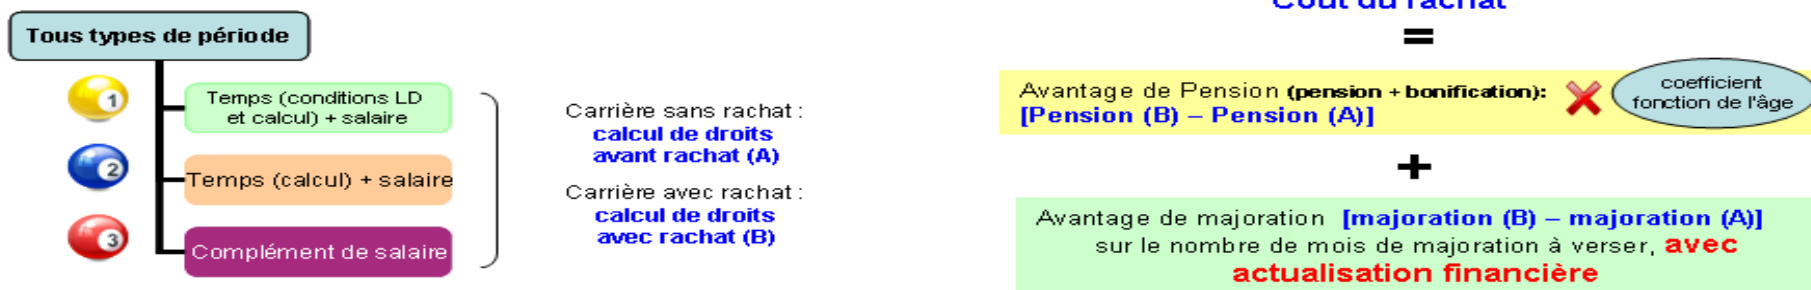 Tous types de période
1
Temps (conditions LD
et calcul) + salaire
2
Temps (calcul) + salaire
3
Complément de salaire
Carrière sans rachat :
calcul de droits
avant rachat (A)
Carrière avec rachat :
calcul de droits
avec rachat (B)
Coût du rachat
=
Avantage de Pension (pension + bonification):
[Pension (B) – Pension (A)]
coefficient
fonction de l'âge
+
Avantage de majoration [majoration (B) – majoration (A)]
sur le nombre de mois de majoration à verser, avec
actualisation financière